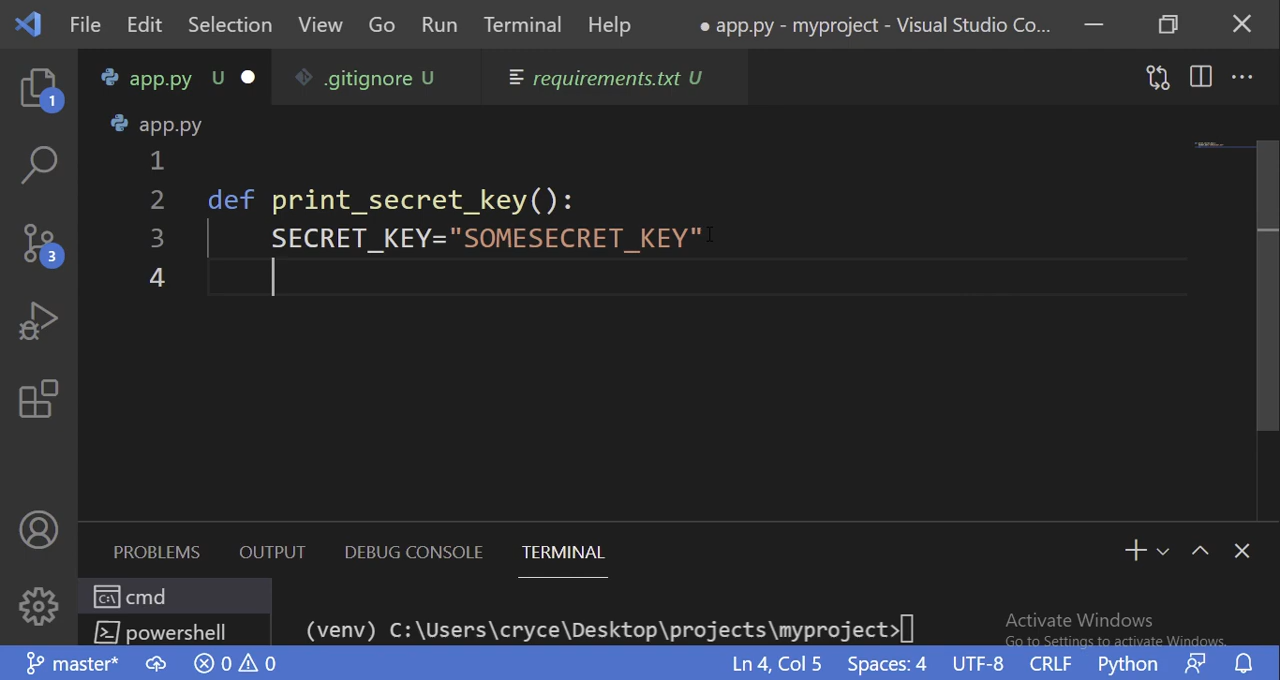 File Edit Selection View Go Run Terminal Help ● app.py - myproject - Visual Studio Co...
app.py U ● .gitignore U requirements.txt U ...
1
app.py
1
2 def print_secret_key():
3 SECRET_KEY="SOMESECRET_KEY"
4
3
PROBLEMS OUTPUT DEBUG CONSOLE TERMINAL
cmd
powershell
(venv) C:\Users\cryce\Desktop\projects\myproject>
Activate Windows
Go to Settings to activate Windows.
master* 0 0 Ln 4, Col 5 Spaces: 4 UTF-8 CRLF Python